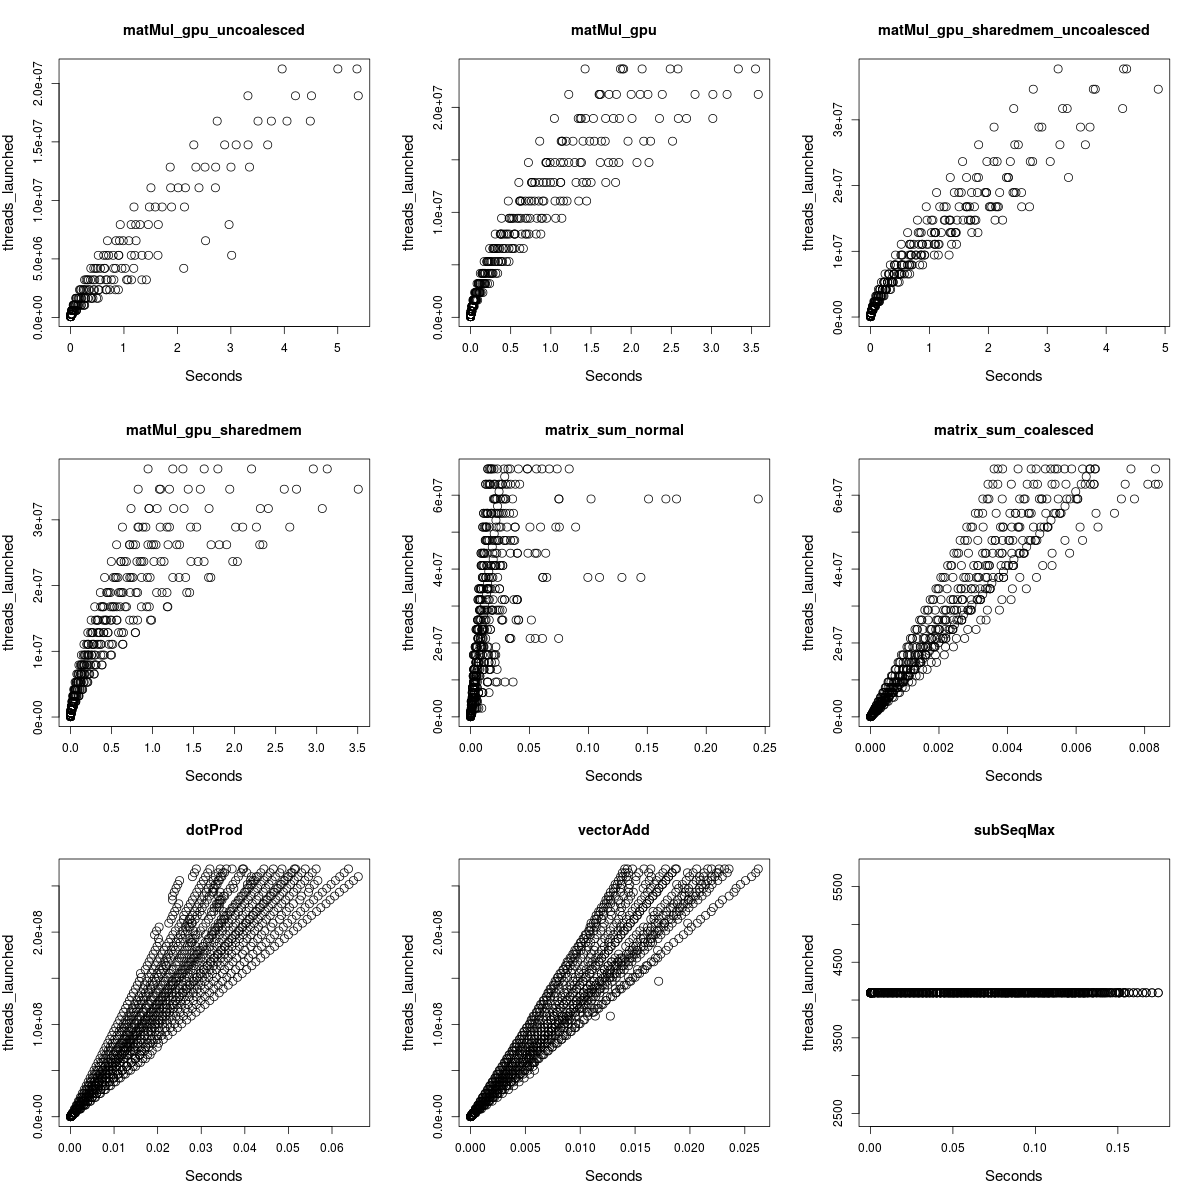 matMul_gpu_uncoalesced
threads_launched
0.0e+00 5.0e+06 1.0e+07 1.5e+07 2.0e+07
0 1 2 3 4 5
Seconds
matMul_gpu
threads_launched
0.0e+00 1.0e+07 2.0e+07
0.0 0.5 1.0 1.5 2.0 2.5 3.0 3.5
Seconds
matMul_gpu_sharedmem_uncoalesced
threads_launched
0e+00 1e+07 2e+07 3e+07
0 1 2 3 4 5
Seconds
matMul_gpu_sharedmem
threads_launched
0e+00 1e+07 2e+07 3e+07
0.0 0.5 1.0 1.5 2.0 2.5 3.0 3.5
Seconds
matrix_sum_normal
threads_launched
0e+00 2e+07 4e+07 6e+07
0.00 0.05 0.10 0.15 0.20 0.25
Seconds
matrix_sum_coalesced
threads_launched
0e+00 2e+07 4e+07 6e+07
0.000 0.002 0.004 0.006 0.008
Seconds
dotProd
threads_launched
0.0e+00 1.0e+08 2.0e+08
0.00 0.01 0.02 0.03 0.04 0.05 0.06
Seconds
vectorAdd
threads_launched
0.0e+00 1.0e+08 2.0e+08
0.000 0.005 0.010 0.015 0.020 0.025
Seconds
subSeqMax
threads_launched
2500 3500 4500 5500
0.00 0.05 0.10 0.15
Seconds